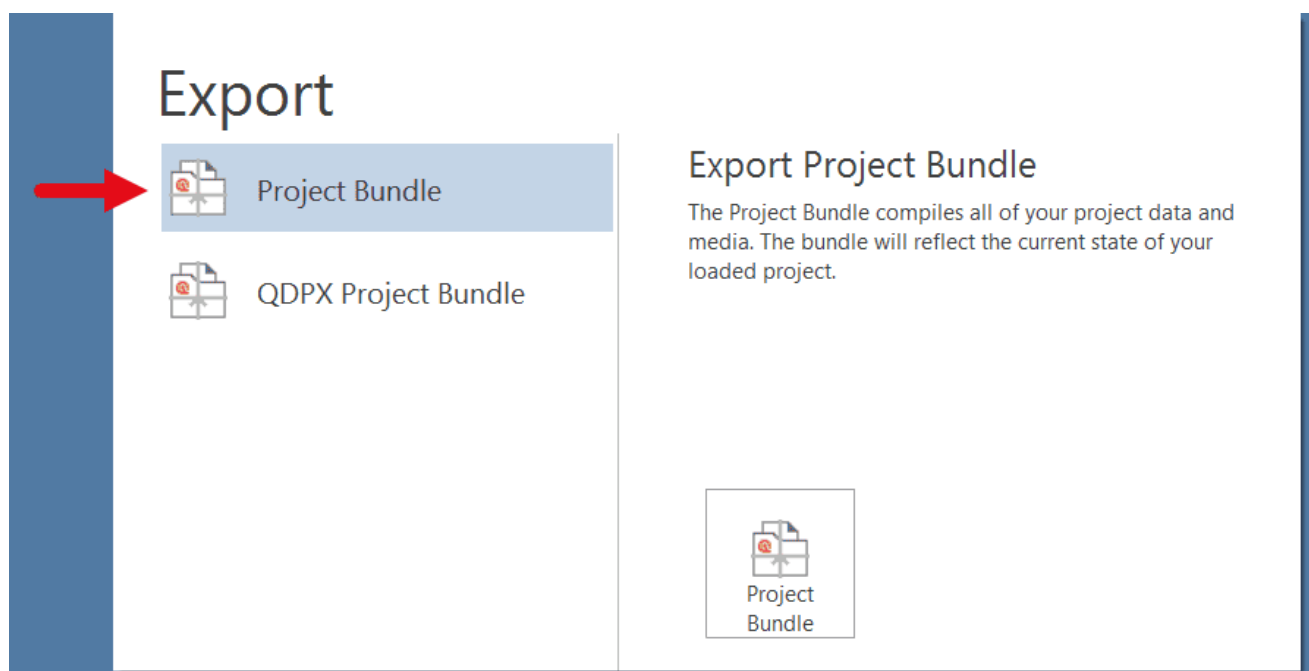 Export
Project Bundle
QDPX Project Bundle
Export Project Bundle
The Project Bundle compiles all of your project data and
media. The bundle will reflect the current state of your
loaded project.
Project
Bundle